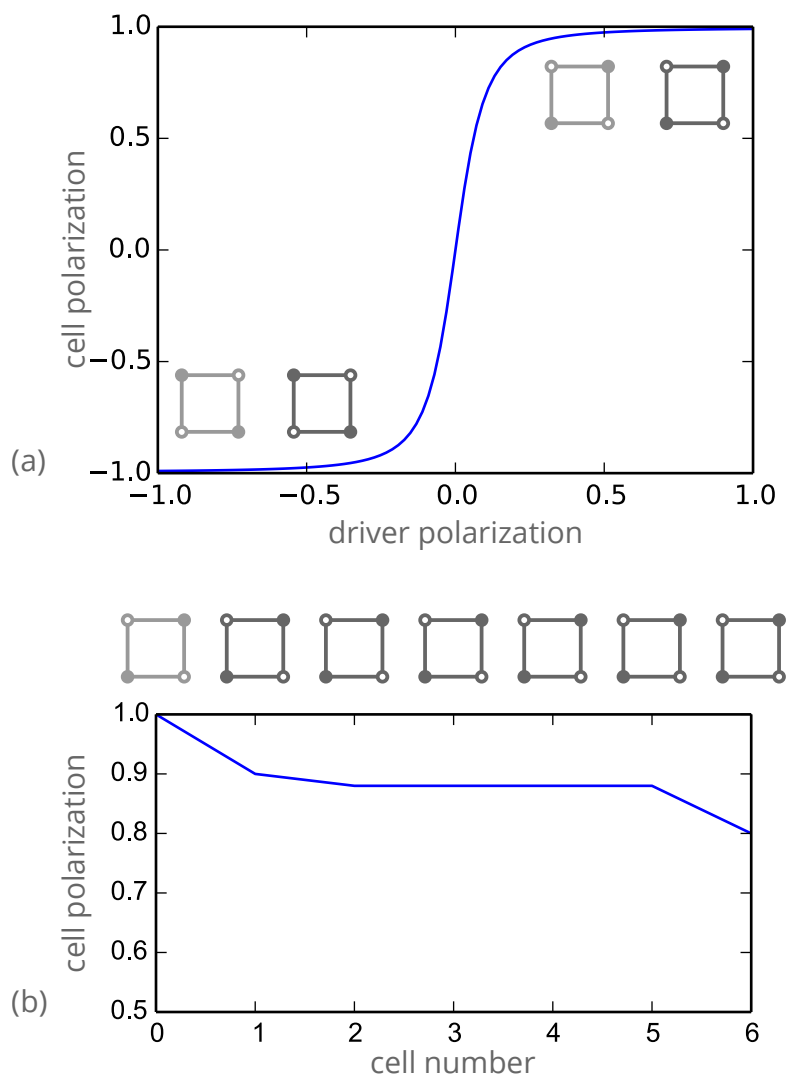 1.0
0.5
0.0
−0.5
−1.0
cell polarization
(a)
−1.0 −0.5 0.0 0.5 1.0
driver polarization
1.0
0.9
0.8
0.7
0.6
0.5
cell polarization
(b)
0 1 2 3 4 5 6
cell number